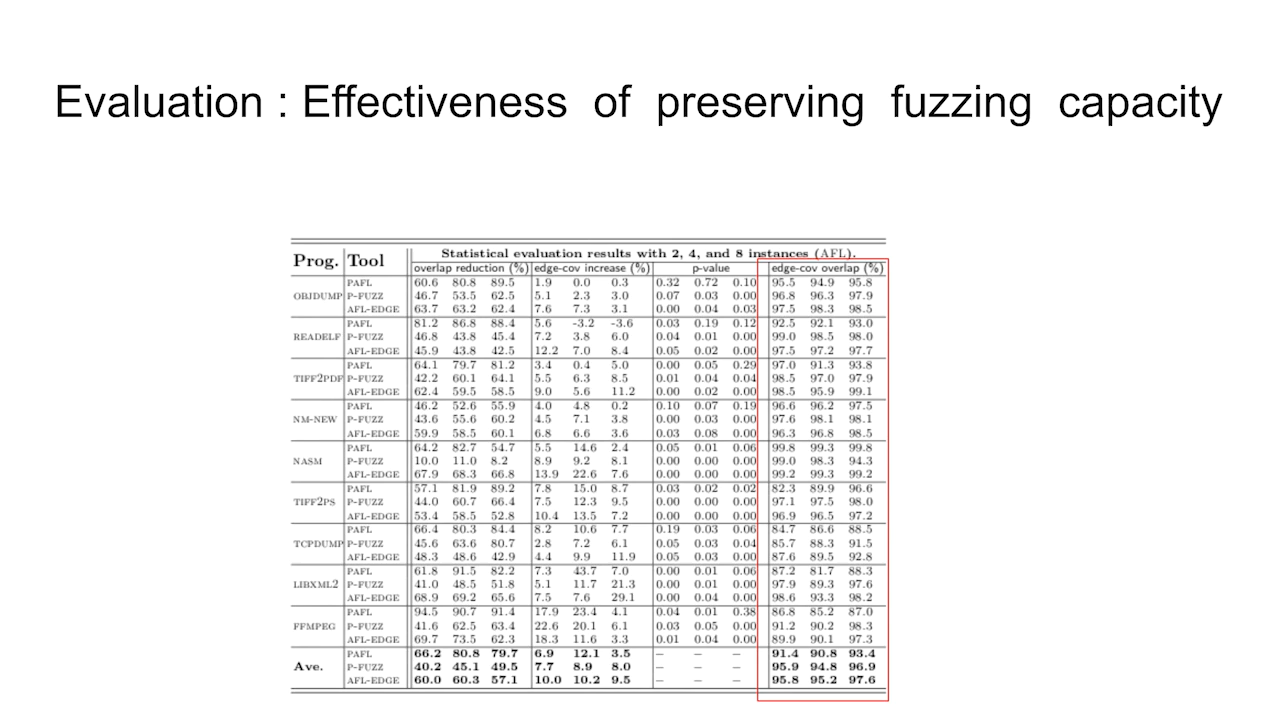 Evaluation : Effectiveness of preserving fuzzing capacity
Prog. Tool Statistical evaluation results with 2, 4, and 8 instances (AFL).
overlap reduction (%) edge-cov increase (%) p-value edge-cov overlap (%)
PAFL 60.6 80.8 89.5 1.9 0.0 0.3 0.32 0.72 0.10 95.5 94.9 95.8
OBJDUMP P-FUZZ 46.7 53.5 62.5 5.1 2.3 3.0 0.07 0.03 0.00 96.8 96.3 97.9
AFL-EDGE 63.7 63.2 62.4 7.6 7.3 3.1 0.00 0.04 0.03 97.5 98.3 98.5
PAFL 81.2 86.8 88.4 5.6 -3.2 -3.6 0.03 0.19 0.12 92.5 92.1 93.0
READELF P-FUZZ 46.8 43.8 45.4 7.2 3.8 6.0 0.04 0.01 0.00 99.0 98.5 98.0
AFL-EDGE 45.9 43.8 42.5 12.2 7.0 8.4 0.05 0.02 0.00 97.5 97.2 97.7
PAFL 64.1 79.7 81.2 3.4 0.4 5.0 0.00 0.05 0.29 97.0 91.3 93.8
TIFF2PDF P-FUZZ 42.2 60.1 64.1 5.5 6.3 8.5 0.01 0.04 0.04 98.5 97.0 97.9
AFL-EDGE 62.4 59.5 58.5 9.0 5.6 11.2 0.00 0.02 0.00 98.5 95.9 99.1
PAFL 46.2 52.6 55.9 4.0 4.8 0.2 0.10 0.07 0.19 96.6 96.2 97.5
NM-NEW P-FUZZ 43.6 55.6 60.2 4.5 7.1 3.8 0.00 0.03 0.00 97.6 98.1 98.1
AFL-EDGE 59.9 58.5 60.1 6.8 6.6 3.6 0.03 0.08 0.00 96.3 96.8 98.5
PAFL 64.2 82.7 54.7 5.5 14.6 2.4 0.05 0.01 0.06 99.8 99.3 99.8
NASM P-FUZZ 10.0 11.0 8.2 8.9 9.2 8.1 0.00 0.00 0.00 99.0 98.3 94.3
AFL-EDGE 67.9 68.3 66.8 13.9 22.6 7.6 0.00 0.00 0.00 99.2 99.3 99.2
PAFL 57.1 81.9 89.2 7.8 15.0 8.7 0.03 0.02 0.02 82.3 89.9 96.6
TIFF2PS P-FUZZ 44.0 60.7 66.4 7.5 12.3 9.5 0.00 0.00 0.00 97.1 97.5 98.0
AFL-EDGE 53.4 58.5 52.8 10.4 13.5 7.2 0.00 0.00 0.00 96.9 96.5 97.2
PAFL 66.4 80.3 84.4 8.2 10.6 7.7 0.19 0.03 0.06 84.7 86.6 88.5
TCPDUMP P-FUZZ 45.6 63.6 80.7 2.8 7.2 6.1 0.05 0.03 0.04 85.7 88.3 91.5
AFL-EDGE 48.3 48.6 42.9 4.4 9.9 11.9 0.05 0.03 0.00 87.6 89.5 92.8
PAFL 61.8 91.5 82.2 7.3 43.7 7.0 0.00 0.01 0.06 87.2 81.7 88.3
LIBXML2 P-FUZZ 41.0 48.5 51.8 5.1 11.7 21.3 0.00 0.01 0.00 97.9 89.3 97.6
AFL-EDGE 68.9 69.2 65.6 7.5 7.6 29.1 0.00 0.04 0.00 98.6 93.3 98.2
PAFL 94.5 90.7 91.4 17.9 23.4 4.1 0.04 0.01 0.38 86.8 85.2 87.0
FFMPEG P-FUZZ 41.6 62.5 63.4 22.6 20.1 6.1 0.03 0.05 0.00 91.2 90.2 98.3
AFL-EDGE 69.7 73.5 62.3 18.3 11.6 3.3 0.01 0.04 0.00 89.9 90.1 97.3
PAFL 66.2 80.8 79.7 6.9 12.1 3.5 – – – 91.4 90.8 93.4
Ave. P-FUZZ 40.2 45.1 49.5 7.7 8.9 8.0 – – – 95.9 94.8 96.9
AFL-EDGE 60.0 60.3 57.1 10.0 10.2 9.5 – – – 95.8 95.2 97.6